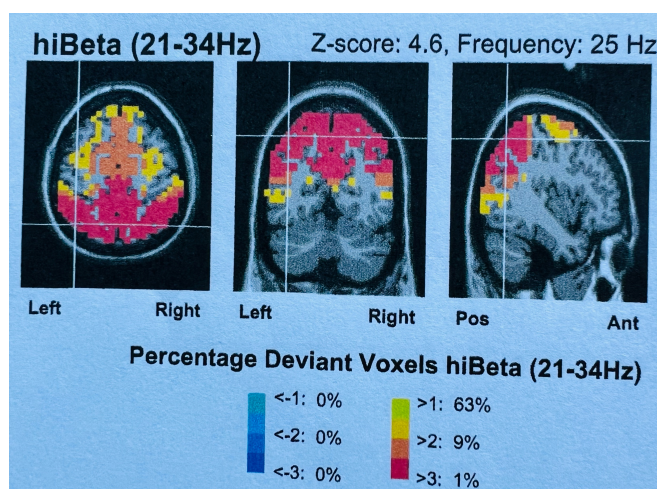 hiBeta (21-34Hz) Z-score: 4.6, Frequency: 25 Hz
Left Right Left Right Pos Ant
Percentage Deviant Voxels hiBeta (21-34Hz)
<-1: 0% >1: 63%
<-2: 0% >2: 9%
<-3: 0% >3: 1%